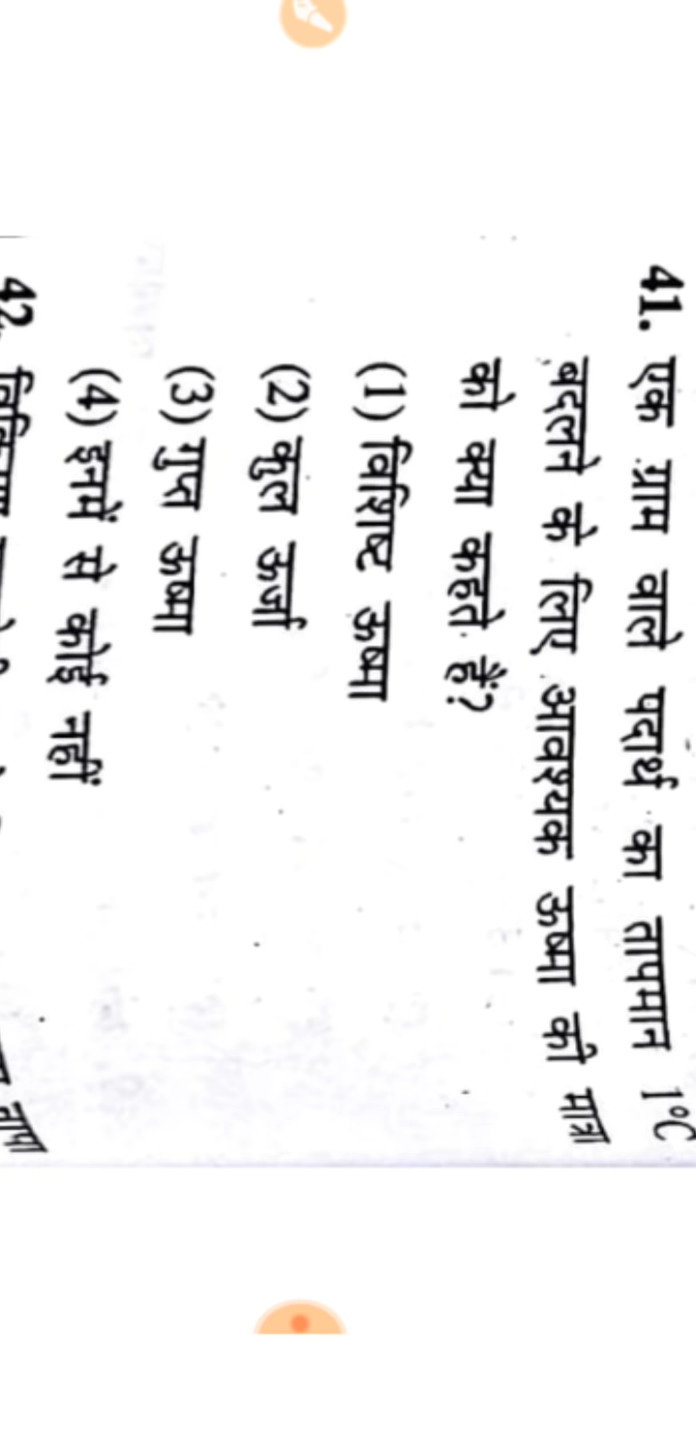 41. एक ग्राम वाले पदार्थ का तापमान 1°C
बदलने के लिए आवश्यक ऊष्मा की मात्रा
को क्या कहते हैं?
(1) विशिष्ट ऊष्मा
(2) कुल ऊर्जा
(3) गुप्त ऊष्मा
(4) इनमें से कोई नहीं
42.